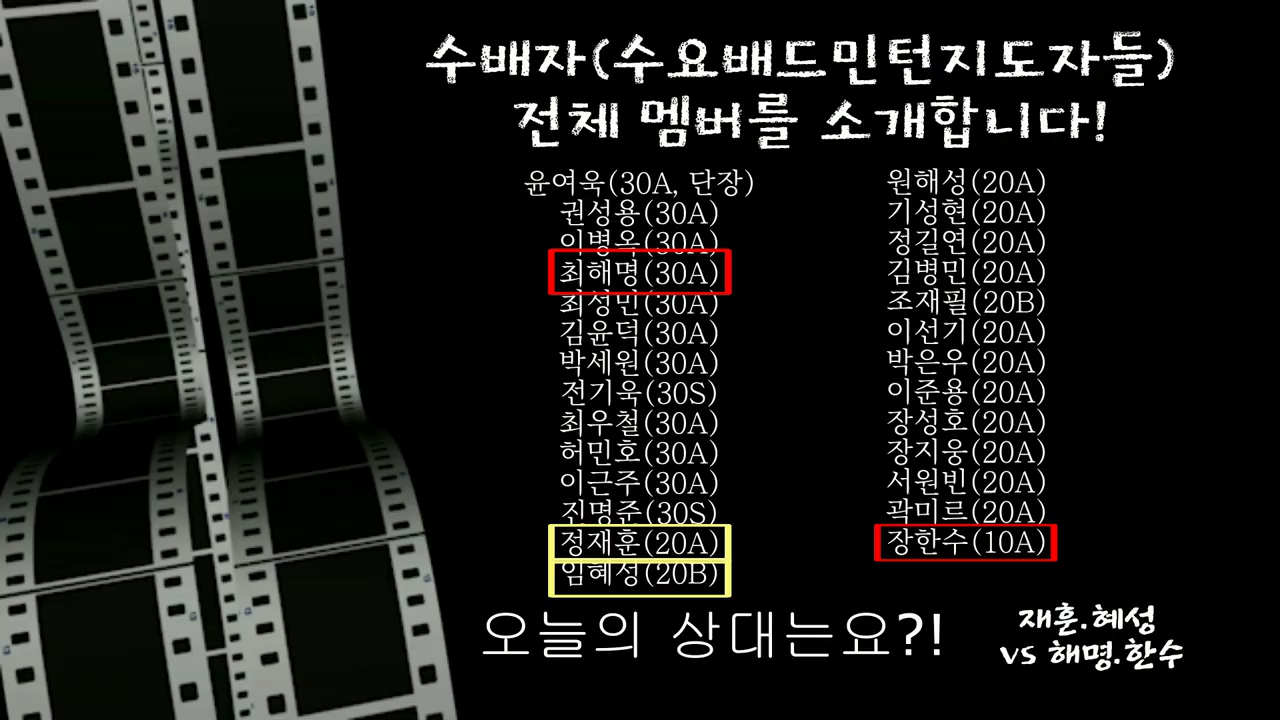 수배자(수요배드민턴지도자들)
전체 멤버를 소개합니다!
윤여욱(30A, 단장)
권성용(30A)
이병옥(30A)
최해명(30A)
최성민(30A)
김윤덕(30A)
박세원(30A)
전기욱(30S)
최우철(30A)
허민호(30A)
이근주(30A)
진명준(30S)
정재훈(20A)
임혜성(20B)
원해성(20A)
기성현(20A)
정길연(20A)
김병민(20A)
조재필(20B)
이선기(20A)
박은우(20A)
이준용(20A)
장성호(20A)
장지웅(20A)
서원빈(20A)
곽미르(20A)
장한수(10A)
오늘의 상대는요?!
재훈.혜성
vs 해명.한수